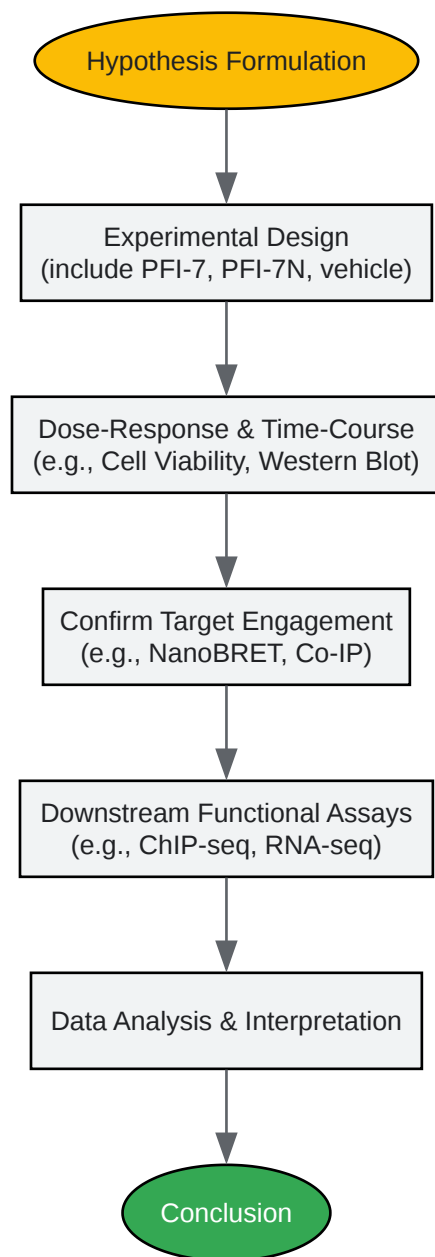 Hypothesis Formulation
Experimental Design
(include PFI-7, PFI-7N, vehicle)
Dose-Response & Time-Course
(e.g., Cell Viability, Western Blot)
Confirm Target Engagement
(e.g., NanoBRET, Co-IP)
Downstream Functional Assays
(e.g., ChIP-seq, RNA-seq)
Data Analysis & Interpretation
Conclusion